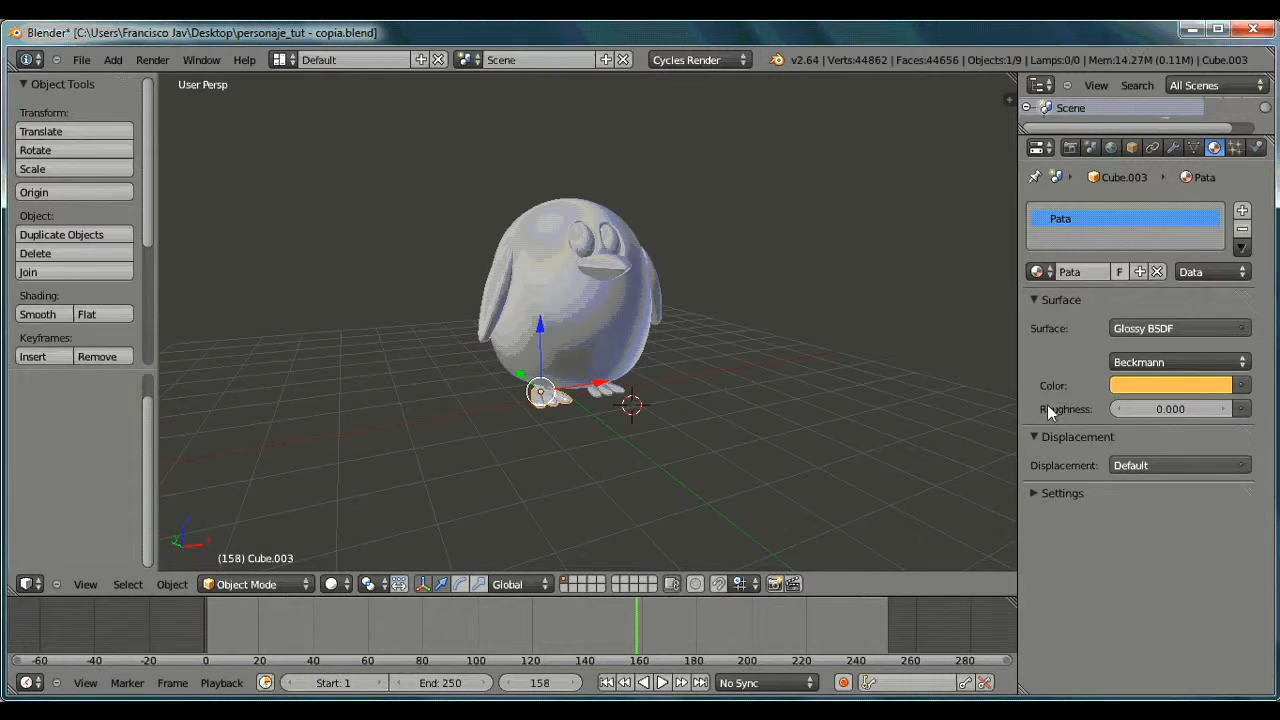 Blender* [C:\Users\Francisco Jav\Desktop\personaje_tut - copia.blend]
File Add Render Window Help Default Scene Cycles Render v2.64 | Verts:44862 | Faces:44656 | Objects:1/9 | Lamps:0/0 | Mem:14.27M (0.11M) | Cube.003
Object Tools
Transform:
Translate
Rotate
Scale
Origin
Object:
Duplicate Objects
Delete
Join
Shading:
Smooth Flat
Keyframes:
Insert Remove
User Persp
(158) Cube.003
View Select Object Object Mode Global
View Search All Scenes
Scene
Cube.003 Pata
Pata
Pata F Data
Surface
Surface: Glossy BSDF
Beckmann
Color:
Roughness: 0.000
Displacement
Displacement: Default
Settings
-60 -40 -20 0 20 40 60 80 100 120 140 160 180 200 220 240 260 280
View Marker Frame Playback Start: 1 End: 250 158 No Sync